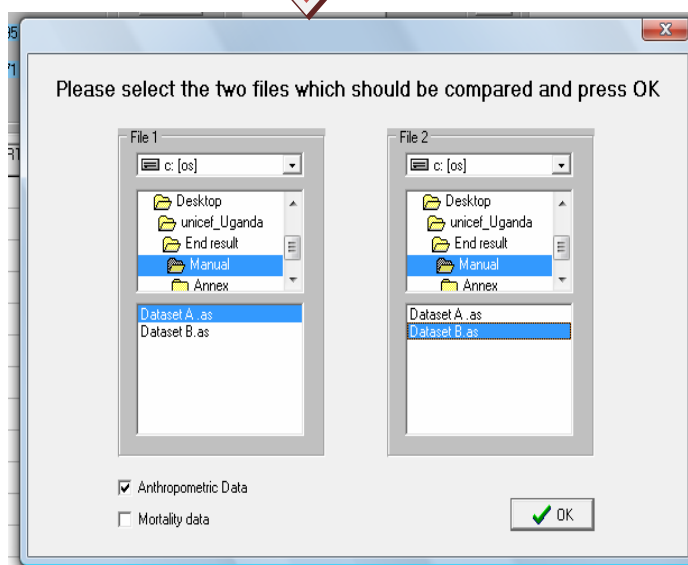 Please select the two files which should be compared and press OK
File 1
c: [os]
Desktop
unicef_Uganda
End result
Manual
Annex
Dataset A .as
Dataset B.as
File 2
c: [os]
Desktop
unicef_Uganda
End result
Manual
Annex
Dataset A .as
Dataset B.as
Anthropometric Data
Mortality data
OK